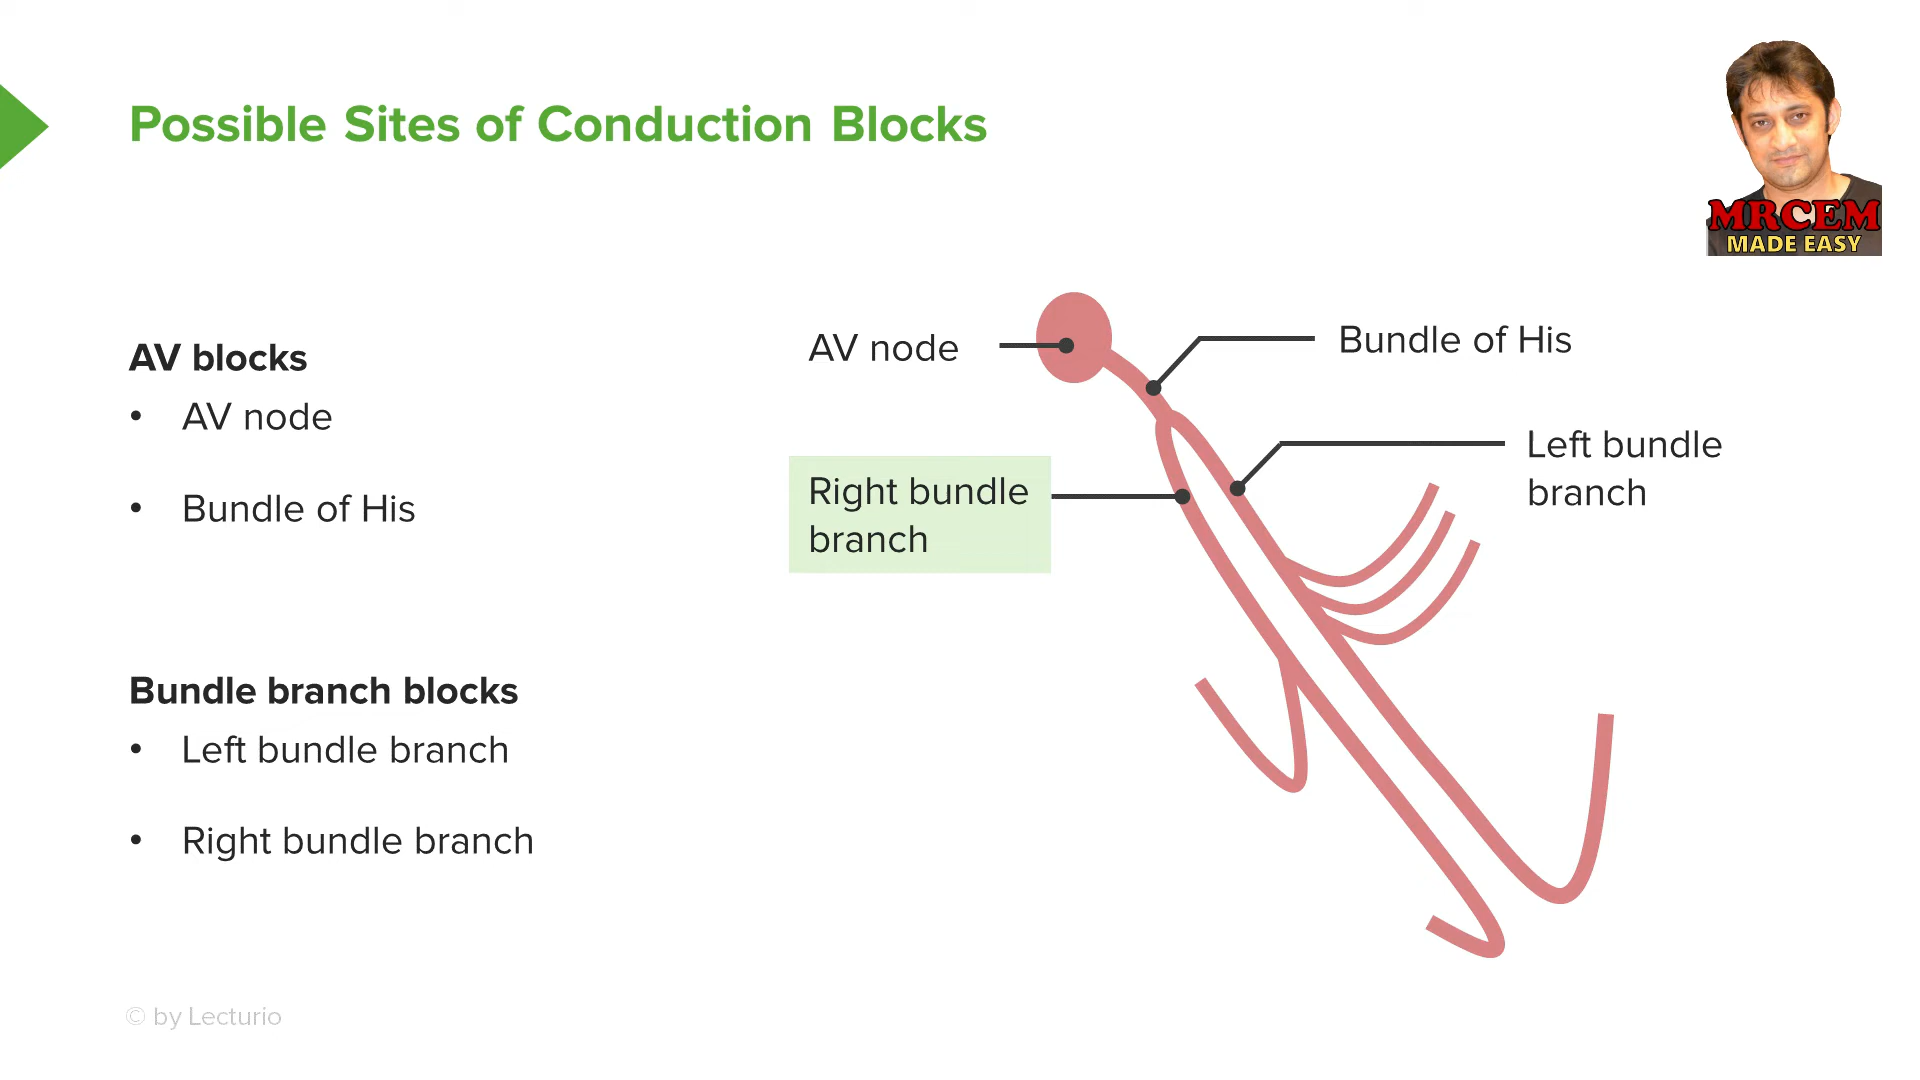 Possible Sites of Conduction Blocks
MRCEM
MADE EASY
AV blocks
• AV node
• Bundle of His
Bundle branch blocks
• Left bundle branch
• Right bundle branch
AV node
Bundle of His
Right bundle
branch
Left bundle
branch
© by Lecturio